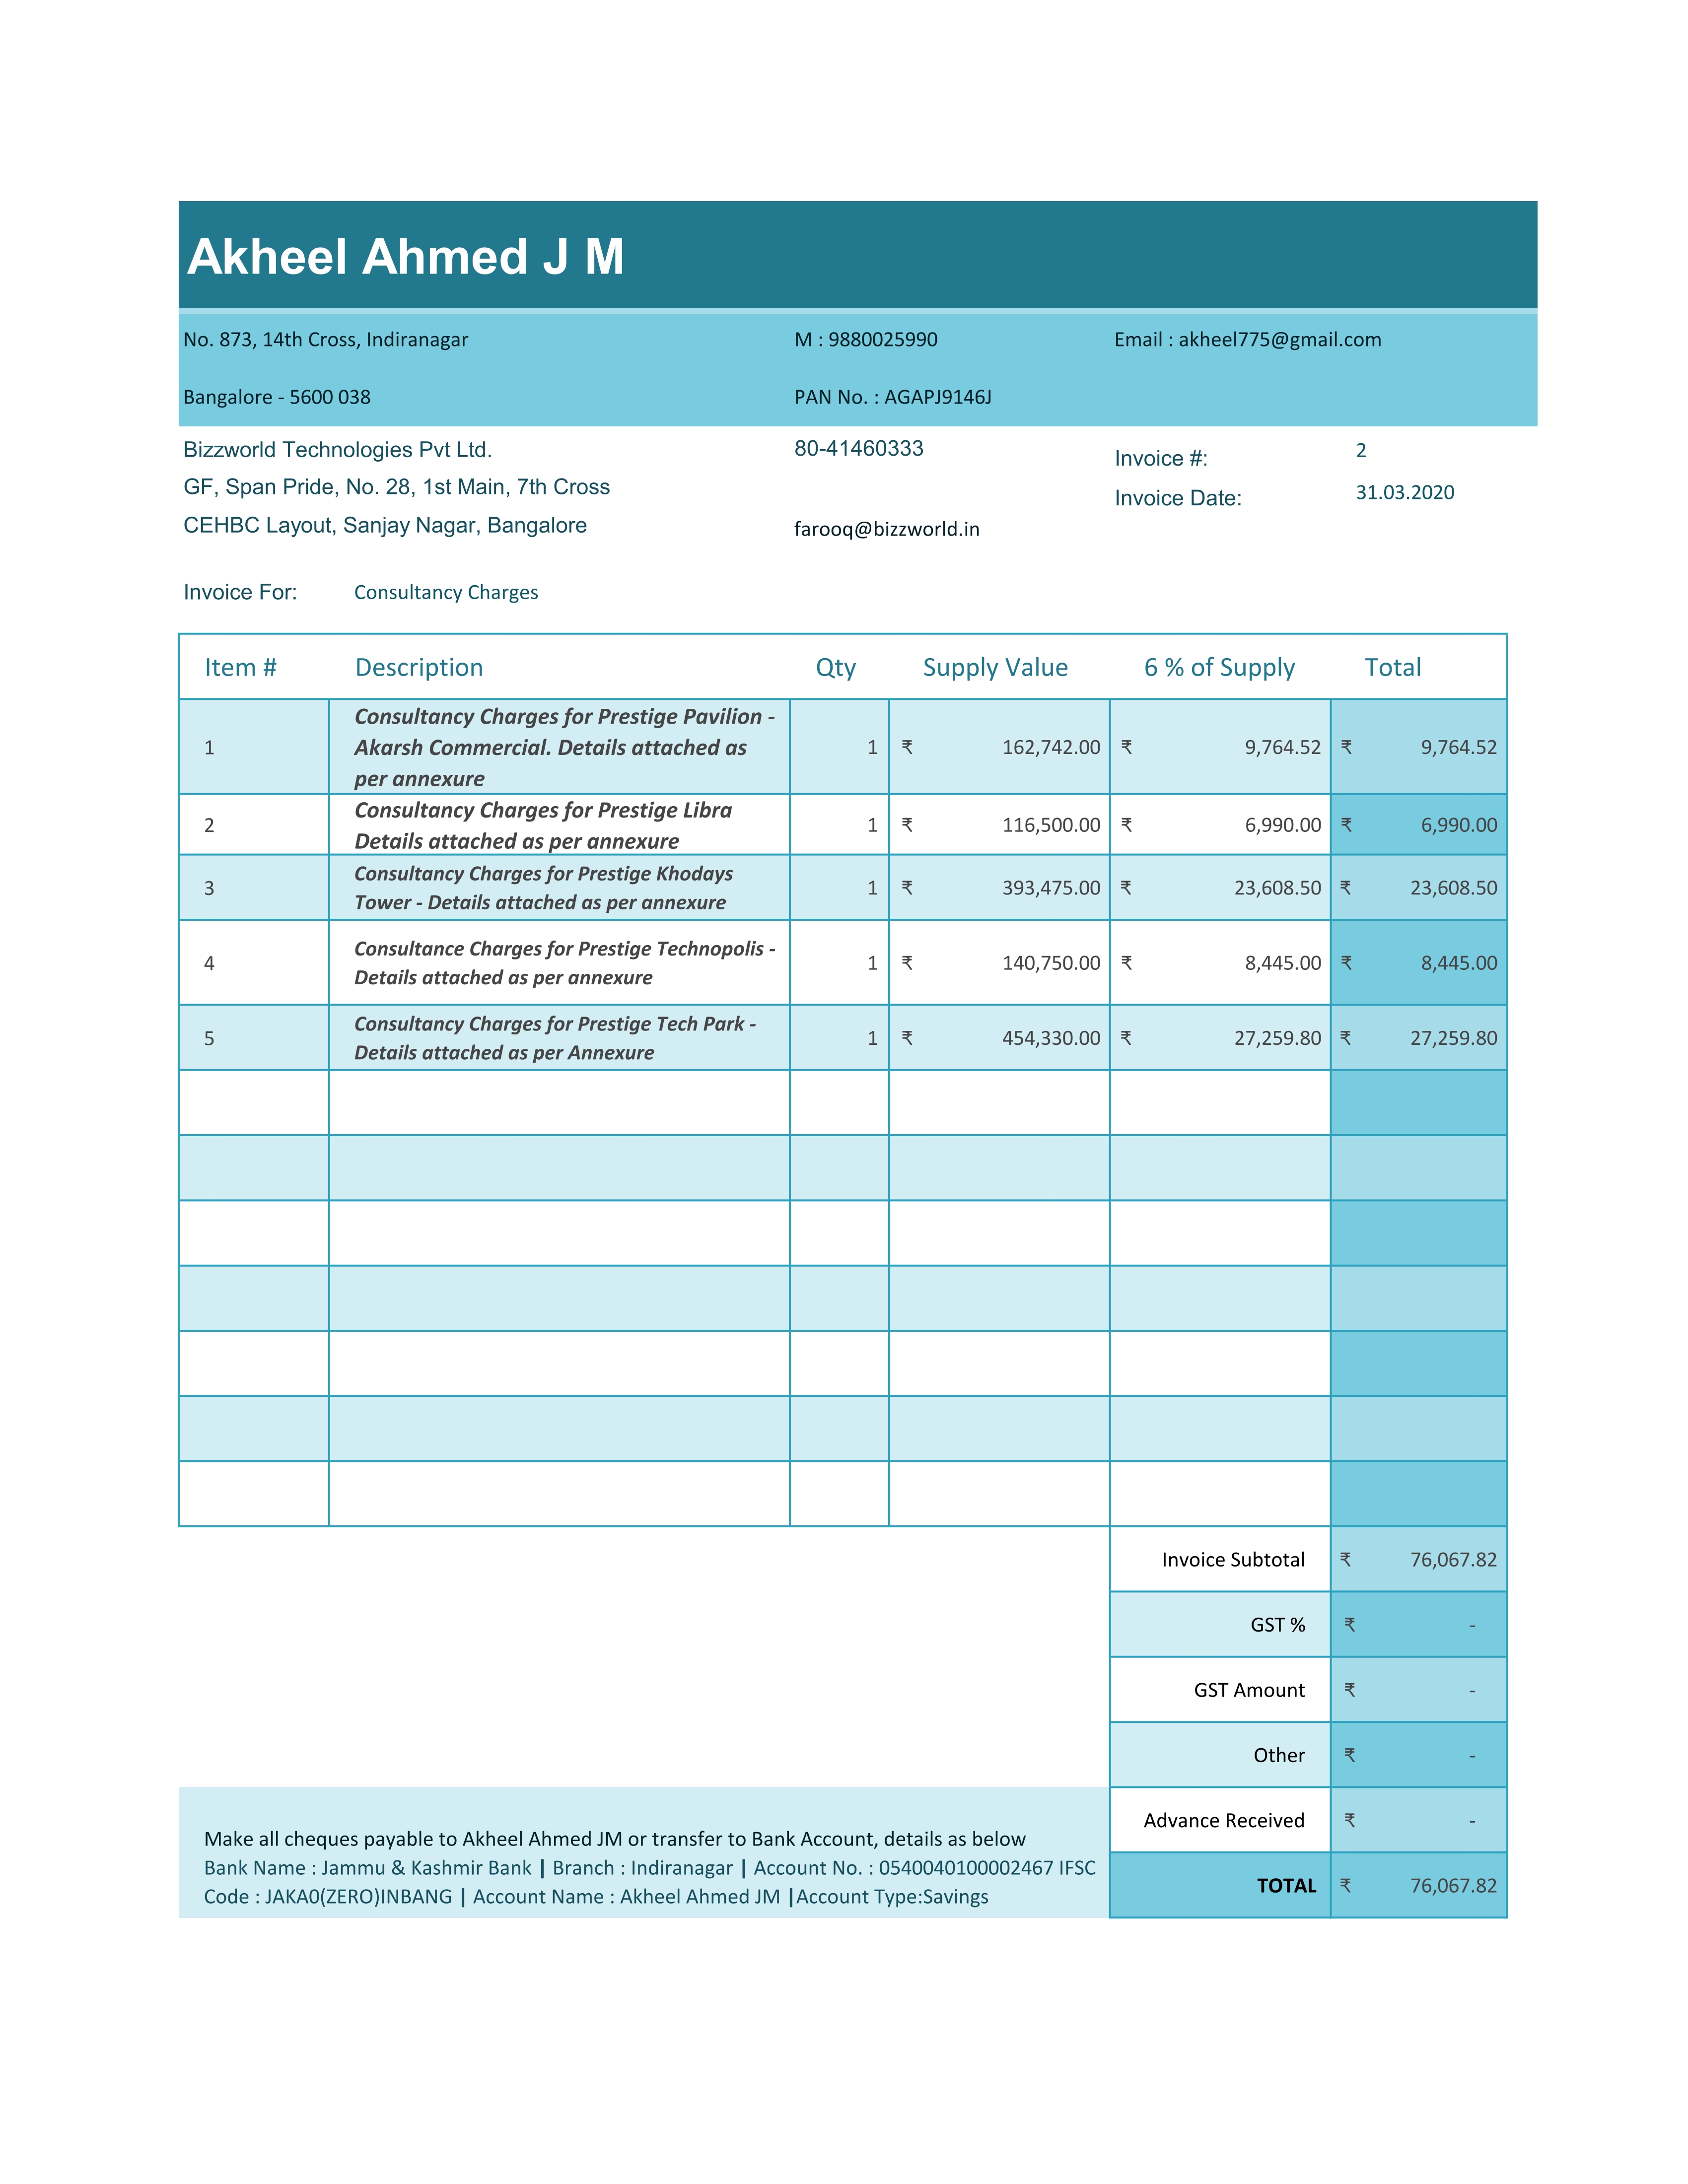 Akheel Ahmed J M
No. 873, 14th Cross, Indiranagar M : 9880025990 Email : akheel775@gmail.com
Bangalore - 5600 038 PAN No. : AGAPJ9146J
Bizzworld Technologies Pvt Ltd. 80-41460333 Invoice #: 2
GF, Span Pride, No. 28, 1st Main, 7th Cross Invoice Date: 31.03.2020
CEHBC Layout, Sanjay Nagar, Bangalore farooq@bizzworld.in
Invoice For: Consultancy Charges
Item # Description Qty Supply Value 6 % of Supply Total
Consultancy Charges for Prestige Pavilion -
1 Akarsh Commercial. Details attached as 1 ₹ 162,742.00 ₹ 9,764.52 ₹ 9,764.52
per annexure
2 Consultancy Charges for Prestige Libra 1 ₹ 116,500.00 ₹ 6,990.00 ₹ 6,990.00
Details attached as per annexure
3 Consultancy Charges for Prestige Khodays 1 ₹ 393,475.00 ₹ 23,608.50 ₹ 23,608.50
Tower - Details attached as per annexure
4 Consultance Charges for Prestige Technopolis - 1 ₹ 140,750.00 ₹ 8,445.00 ₹ 8,445.00
Details attached as per annexure
5 Consultancy Charges for Prestige Tech Park - 1 ₹ 454,330.00 ₹ 27,259.80 ₹ 27,259.80
Details attached as per Annexure
Invoice Subtotal ₹ 76,067.82
GST % ₹ -
GST Amount ₹ -
Other ₹ -
Advance Received ₹ -
Make all cheques payable to Akheel Ahmed JM or transfer to Bank Account, details as below
Bank Name : Jammu & Kashmir Bank | Branch : Indiranagar | Account No. : 0540040100002467 IFSC
Code : JAKA0(ZERO)INBANG | Account Name : Akheel Ahmed JM |Account Type:Savings
TOTAL ₹ 76,067.82